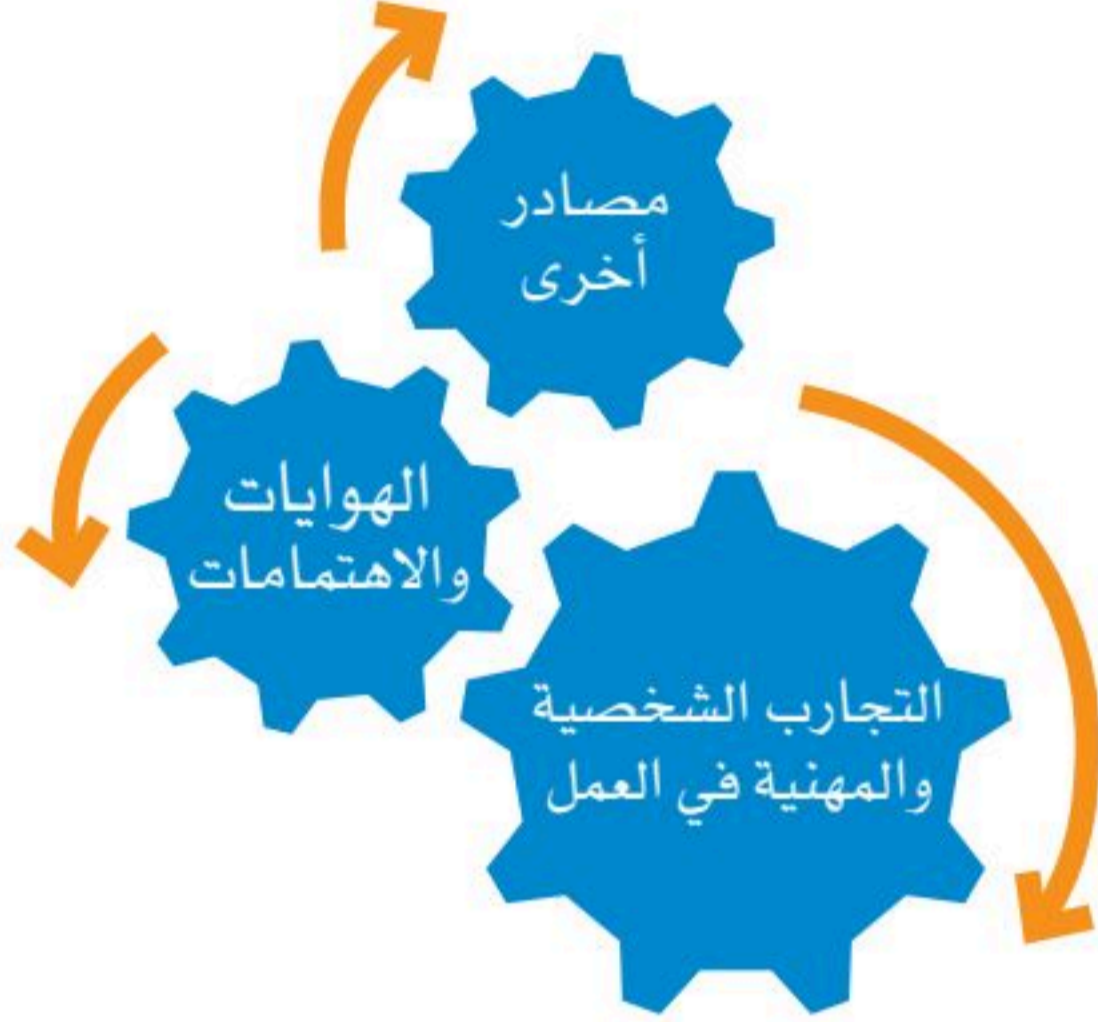 مصادر
أخرى
الهوايات
والاهتمامات
التجارب الشخصية
والمهنية في العمل